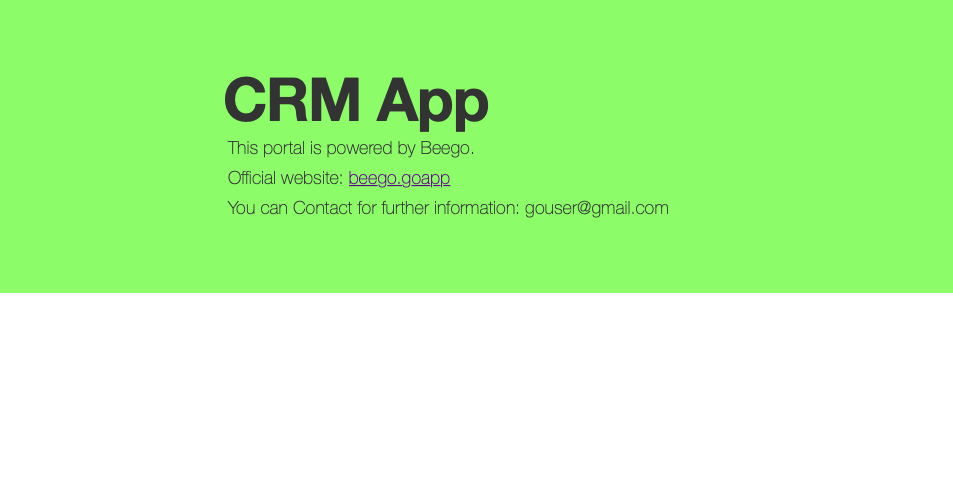 CRM App
This portal is powered by Beego.
Official website: beego.goapp
You can Contact for further information: gouser@gmail.com